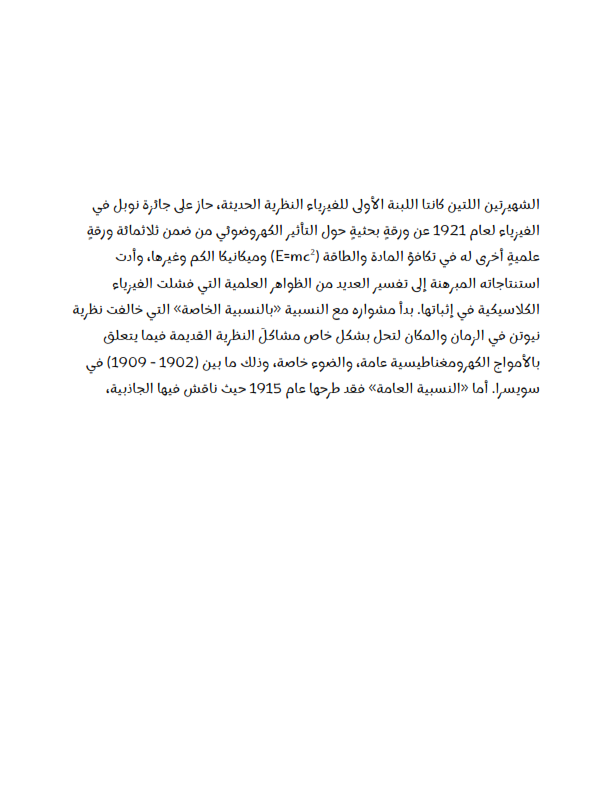 الشهيرتين اللتين كانتا اللبنة الأولى للفيزياء النظرية الحديثة، حاز على جائزة نوبل في
الفيزياء لعام 1921 عن ورقةٍ بحثيةٍ حول التأثير الكهروضوئي من ضمن ثلاثمائة ورقةٍ
علميةٍ أخرى له في تكافؤ المادة والطاقة (E=mc²) وميكانيكا الكم وغيرها، وأدت
استنتاجاته المبرهنة إلى تفسير العديد من الظواهر العلمية التي فشلت الفيزياء
الكلاسيكية في إثباتها. بدأ مشواره مع النسبية «بالنسبية الخاصة» التي خالفت نظرية
نيوتن في الزمان والمكان لتحل بشكل خاص مشاكلَ النظرية القديمة فيما يتعلق
بالأمواج الكهرومغناطيسية عامة، والضوء خاصة، وذلك ما بين (1902 - 1909) في
سويسرا. أما «النسبية العامة» فقد طرحها عام 1915 حيث ناقش فيها الجاذبية،